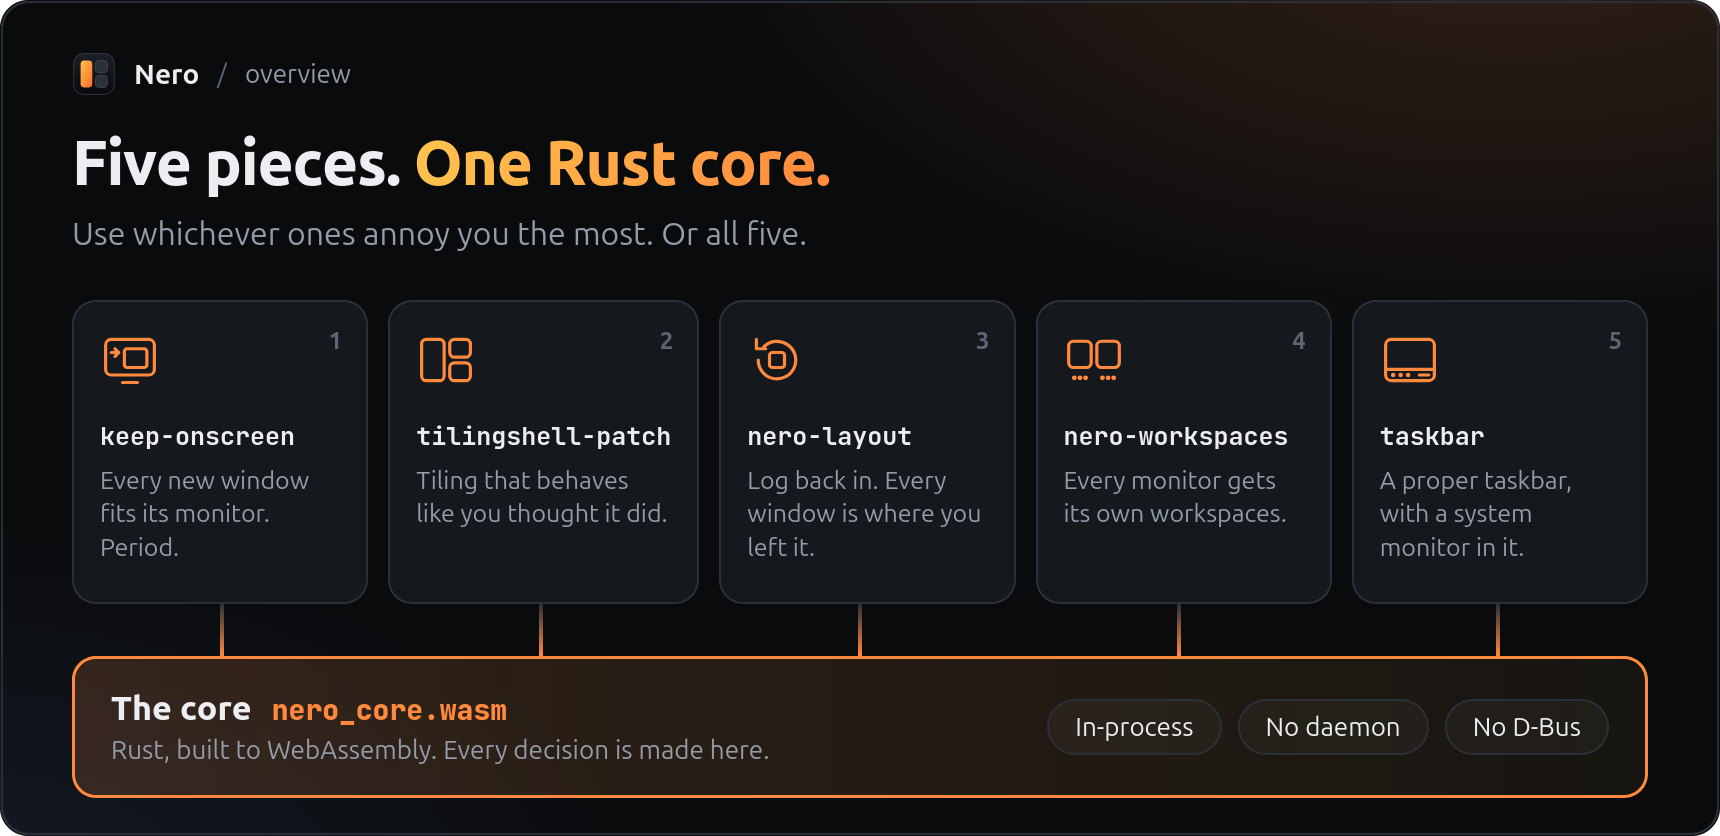 Nero / overview
Five pieces. One Rust core.
Use whichever ones annoy you the most. Or all five.
1
keep-onscreen
Every new window
fits its monitor.
Period.
2
tilingshell-patch
Tiling that behaves
like you thought it did.
3
nero-layout
Log back in. Every
window is where you
left it.
4
nero-workspaces
Every monitor gets
its own workspaces.
5
taskbar
A proper taskbar,
with a system
monitor in it.
The core nero_core.wasm
Rust, built to WebAssembly. Every decision is made here.
In-process
No daemon
No D-Bus